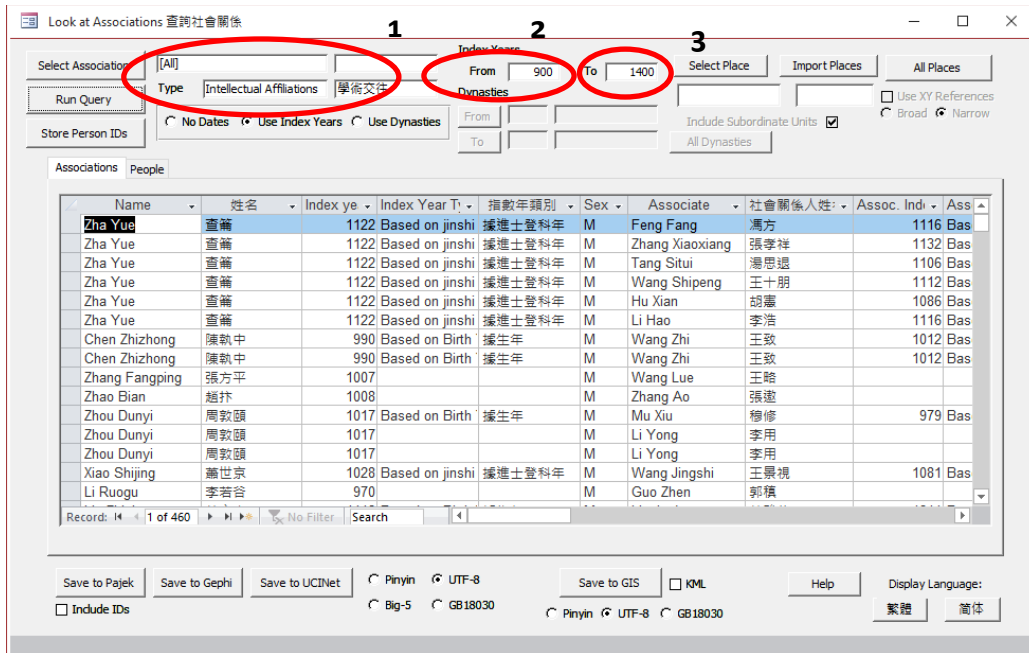 Look at Associations 查詢社會關係
1 2 3
Select Association [All] Index Years
From 900 To 1400 Select Place Import Places All Places
Type Intellectual Affiliations 學術交往 Dynasties
Run Query Use XY References
No Dates Use Index Years Use Dynasties From Include Subordinate Units Broad Narrow
Store Person IDs To All Dynasties
Associations People
Name 姓名 Index ye Index Year Ty 指數年類別 Sex Associate 社會關係人姓 Assoc. Ind Ass
Zha Yue 查籥 1122 Based on jinshi 據進士登科年 M Feng Fang 馮方 1116 Bas
Zha Yue 查籥 1122 Based on jinshi 據進士登科年 M Zhang Xiaoxiang 張孝祥 1132 Bas
Zha Yue 查籥 1122 Based on jinshi 據進士登科年 M Tang Situi 湯思退 1106 Bas
Zha Yue 查籥 1122 Based on jinshi 據進士登科年 M Wang Shipeng 王十朋 1112 Bas
Zha Yue 查籥 1122 Based on jinshi 據進士登科年 M Hu Xian 胡憲 1086 Bas
Zha Yue 查籥 1122 Based on jinshi 據進士登科年 M Li Hao 李浩 1116 Bas
Chen Zhizhong 陳執中 990 Based on Birth 據生年 M Wang Zhi 王致 1012 Bas
Chen Zhizhong 陳執中 990 Based on Birth 據生年 M Wang Zhi 王致 1012 Bas
Zhang Fangping 張方平 1007 M Wang Lue 王略
Zhao Bian 趙抃 1008 M Zhang Ao 張遨
Zhou Dunyi 周敦頤 1017 Based on Birth 據生年 M Mu Xiu 穆修 979 Bas
Zhou Dunyi 周敦頤 1017 M Li Yong 李用
Zhou Dunyi 周敦頤 1017 M Li Yong 李用
Xiao Shijing 蕭世京 1028 Based on jinshi 據進士登科年 M Wang Jingshi 王景視 1081 Bas
Li Ruogu 李若谷 970 M Guo Zhen 郭稹
Record: 1 of 460 No Filter Search
Save to Pajek Save to Gephi Save to UCINet Pinyin UTF-8 Save to GIS KML Help Display Language:
Include IDs Big-5 GB18030 Pinyin UTF-8 GB18030 繁體 简体